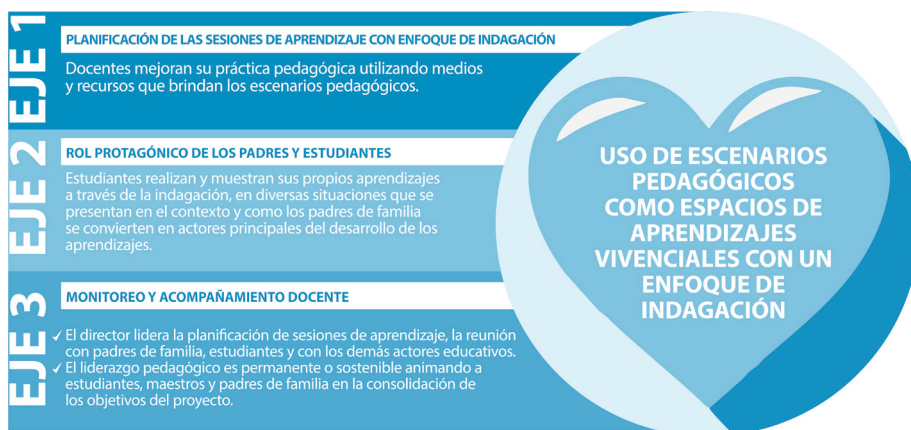 EJE 1
PLANIFICACIÓN DE LAS SESIONES DE APRENDIZAJE CON ENFOQUE DE INDAGACIÓN
Docentes mejoran su práctica pedagógica utilizando medios
y recursos que brindan los escenarios pedagógicos.
EJE 2
ROL PROTAGÓNICO DE LOS PADRES Y ESTUDIANTES
Estudiantes realizan y muestran sus propios aprendizajes
a través de la indagación, en diversas situaciones que se
presentan en el contexto y como los padres de familia
se convierten en actores principales del desarrollo de los
aprendizajes.
EJE 3
MONITOREO Y ACOMPAÑAMIENTO DOCENTE
✓ El director lidera la planificación de sesiones de aprendizaje, la reunión
con padres de familia, estudiantes y con los demás actores educativos.
✓ El liderazgo pedagógico es permanente o sostenible animando a
estudiantes, maestros y padres de familia en la consolidación de
los objetivos del proyecto.
USO DE ESCENARIOS
PEDAGÓGICOS
COMO ESPACIOS DE
APRENDIZAJES
VIVENCIALES CON UN
ENFOQUE DE
INDAGACIÓN